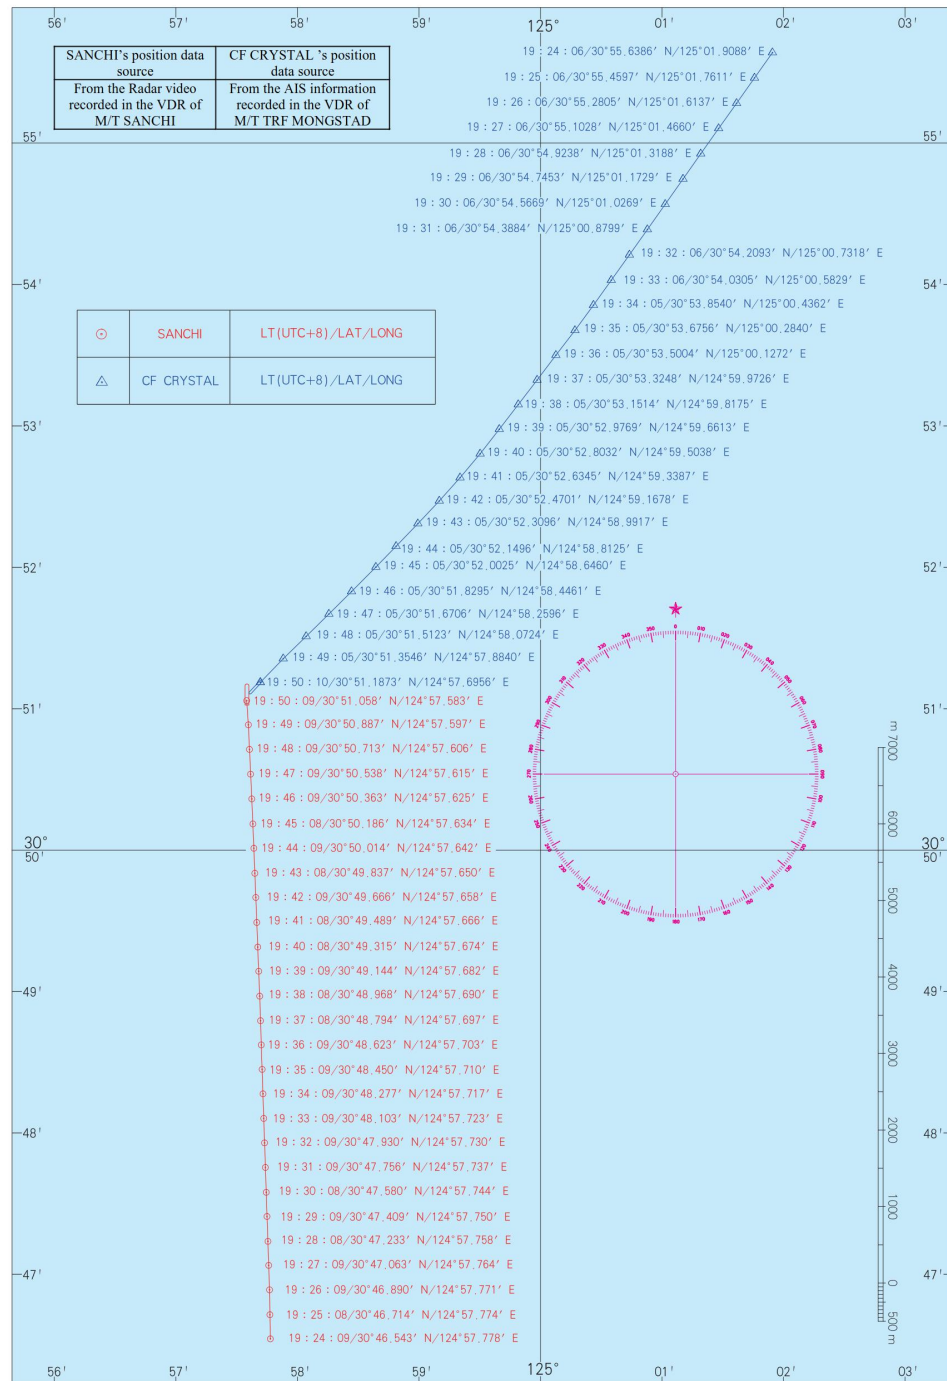 56' 57' 58' 59' 125° 01' 02' 03'
SANCHI's position data source
CF CRYSTAL 's position data source
From the Radar video recorded in the VDR of M/T SANCHI
From the AIS information recorded in the VDR of M/T TRF MONGSTAD
19 : 24 : 06/30°55.6386′ N/125°01.9088′ E
19 : 25 : 06/30°55.4597′ N/125°01.7611′ E
19 : 26 : 06/30°55.2805′ N/125°01.6137′ E
19 : 27 : 06/30°55.1028′ N/125°01.4660′ E
55' 55'
19 : 28 : 06/30°54.9238′ N/125°01.3188′ E
19 : 29 : 06/30°54.7453′ N/125°01.1729′ E
19 : 30 : 06/30°54.5669′ N/125°01.0269′ E
19 : 31 : 06/30°54.3884′ N/125°00.8799′ E
19 : 32 : 06/30°54.2093′ N/125°00.7318′ E
19 : 33 : 06/30°54.0305′ N/125°00.5829′ E
54' 54'
19 : 34 : 05/30°53.8540′ N/125°00.4362′ E
19 : 35 : 05/30°53.6756′ N/125°00.2840′ E
SANCHI LT(UTC+8)/LAT/LONG
19 : 36 : 05/30°53.5004′ N/125°00.1272′ E
19 : 37 : 05/30°53.3248′ N/124°59.9726′ E
CF CRYSTAL LT(UTC+8)/LAT/LONG
19 : 38 : 05/30°53.1514′ N/124°59.8175′ E
53' 53'
19 : 39 : 05/30°52.9769′ N/124°59.6613′ E
19 : 40 : 05/30°52.8032′ N/124°59.5038′ E
19 : 41 : 05/30°52.6345′ N/124°59.3387′ E
19 : 42 : 05/30°52.4701′ N/124°59.1678′ E
19 : 43 : 05/30°52.3096′ N/124°58.9917′ E
19 : 44 : 05/30°52.1496′ N/124°58.8125′ E
52' 52'
19 : 45 : 05/30°52.0025′ N/124°58.6460′ E
19 : 46 : 05/30°51.8295′ N/124°58.4461′ E
19 : 47 : 05/30°51.6706′ N/124°58.2596′ E
19 : 48 : 05/30°51.5123′ N/124°58.0724′ E
19 : 49 : 05/30°51.3546′ N/124°57.8840′ E
19 : 50 : 10/30°51.1873′ N/124°57.6956′ E
51' 51'
19 : 50 : 09/30°51.058′ N/124°57.583′ E
19 : 49 : 09/30°50.887′ N/124°57.597′ E
19 : 48 : 09/30°50.713′ N/124°57.606′ E
19 : 47 : 09/30°50.538′ N/124°57.615′ E
19 : 46 : 09/30°50.363′ N/124°57.625′ E
19 : 45 : 08/30°50.186′ N/124°57.634′ E
30° 50' 30° 50'
19 : 44 : 09/30°50.014′ N/124°57.642′ E
19 : 43 : 08/30°49.837′ N/124°57.650′ E
19 : 42 : 09/30°49.666′ N/124°57.658′ E
19 : 41 : 08/30°49.489′ N/124°57.666′ E
19 : 40 : 08/30°49.315′ N/124°57.674′ E
19 : 39 : 09/30°49.144′ N/124°57.682′ E
49' 49'
19 : 38 : 08/30°48.968′ N/124°57.690′ E
19 : 37 : 08/30°48.794′ N/124°57.697′ E
19 : 36 : 09/30°48.623′ N/124°57.703′ E
19 : 35 : 09/30°48.450′ N/124°57.710′ E
19 : 34 : 09/30°48.277′ N/124°57.717′ E
19 : 33 : 09/30°48.103′ N/124°57.723′ E
48' 48'
19 : 32 : 09/30°47.930′ N/124°57.730′ E
19 : 31 : 09/30°47.756′ N/124°57.737′ E
19 : 30 : 08/30°47.580′ N/124°57.744′ E
19 : 29 : 09/30°47.409′ N/124°57.750′ E
19 : 28 : 08/30°47.233′ N/124°57.758′ E
19 : 27 : 09/30°47.063′ N/124°57.764′ E
47' 47'
19 : 26 : 09/30°46.890′ N/124°57.771′ E
19 : 25 : 08/30°46.714′ N/124°57.774′ E
19 : 24 : 09/30°46.543′ N/124°57.778′ E
m 7000
6000
5000
4000
3000
2000
1000
0
500 m
56' 57' 58' 59' 125° 01' 02' 03'